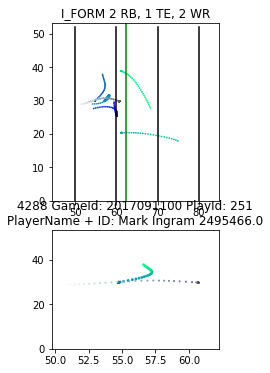 I_FORM 2 RB, 1 TE, 2 WR
50
40
30
20
10
0
50 60 70 80
4288 GameId: 2017091100 PlayId: 251
PlayerName + ID: Mark Ingram 2495466.0
40
20
0
50.0 52.5 55.0 57.5 60.0